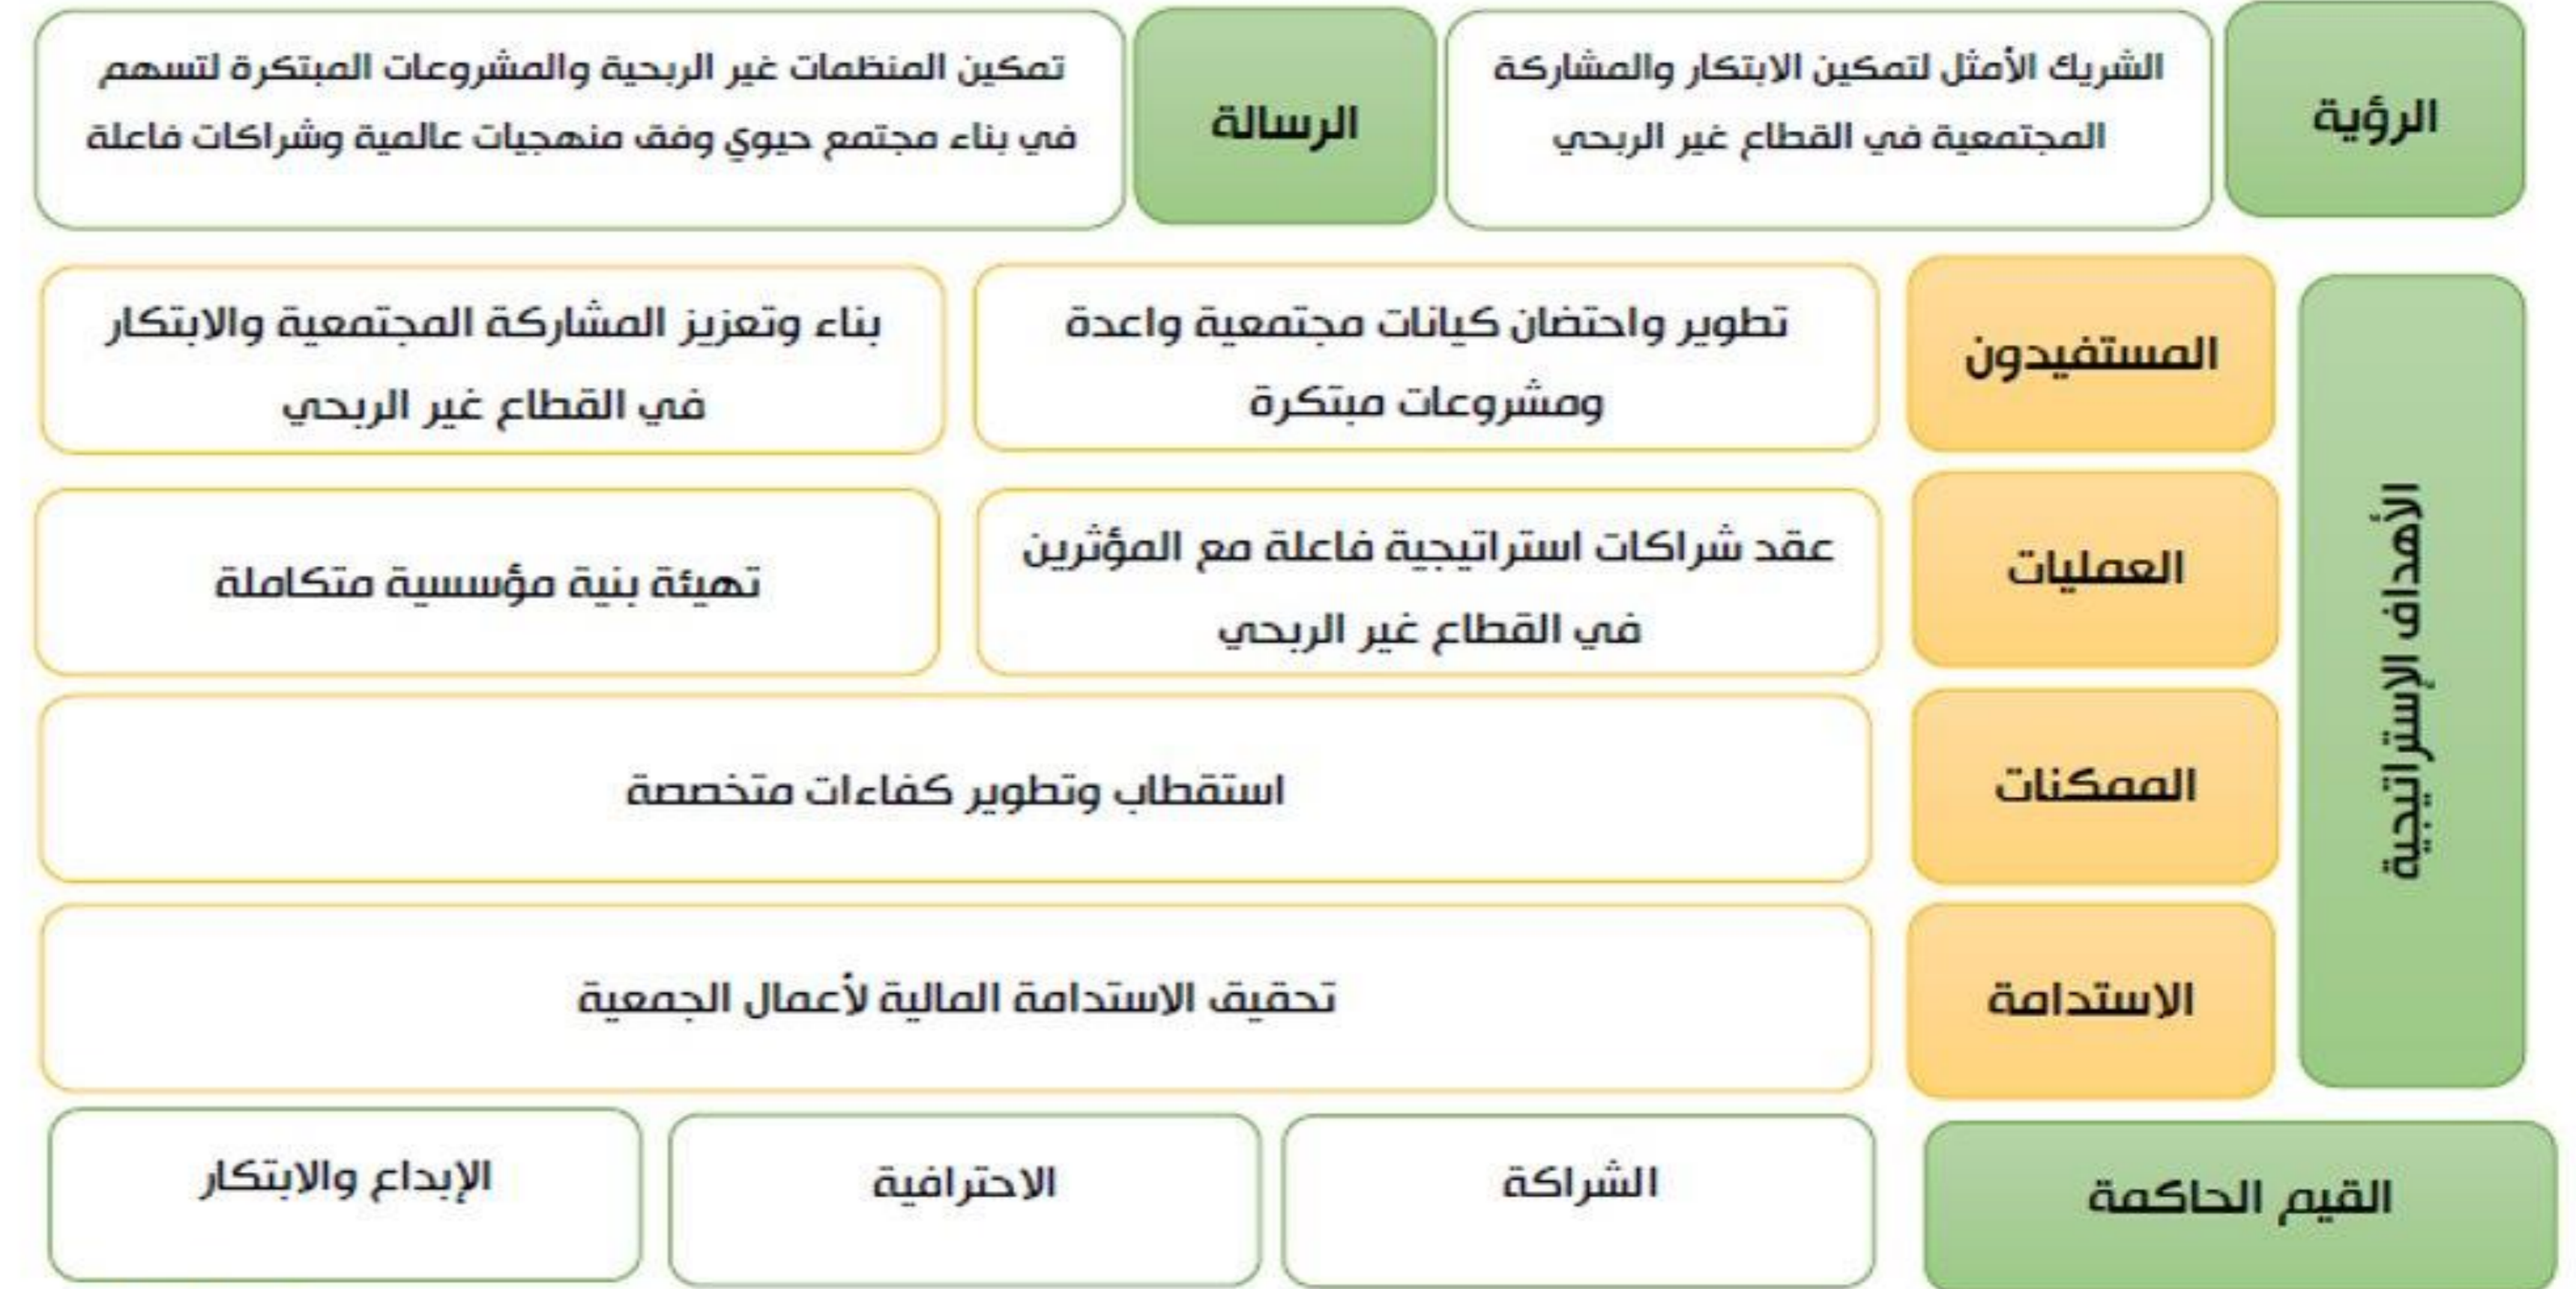 الرؤية
الشريك الأمثل لتمكين الابتكار والمشاركة
المجتمعية في القطاع غير الربحي
الرسالة
تمكين المنظمات غير الربحية والمشروعات المبتكرة لتسهم
في بناء مجتمع حيوي وفق منهجيات عالمية وشراكات فاعلة
الأهداف الإستراتيجية
المستفيدون
تطوير واحتضان كيانات مجتمعية واعدة
ومشروعات مبتكرة
بناء وتعزيز المشاركة المجتمعية والابتكار
في القطاع غير الربحي
العمليات
عقد شراكات استراتيجية فاعلة مع المؤثرين
في القطاع غير الربحي
تهيئة بنية مؤسسية متكاملة
الممكنات
استقطاب وتطوير كفاءات متخصصة
الاستدامة
تحقيق الاستدامة المالية لأعمال الجمعية
القيم الحاكمة
الشراكة
الاحترافية
الإبداع والابتكار